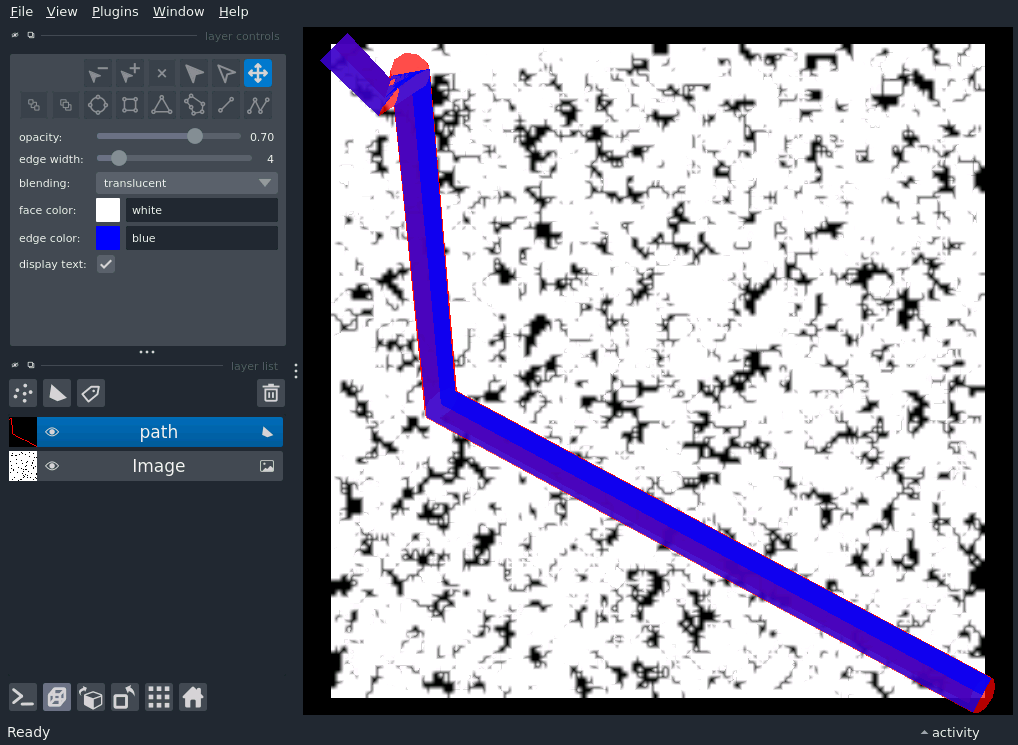 File View Plugins Window Help
layer controls
opacity: 0.70
edge width: 4
blending: translucent
face color: white
edge color: blue
display text:
layer list
path
Image
Ready
activity